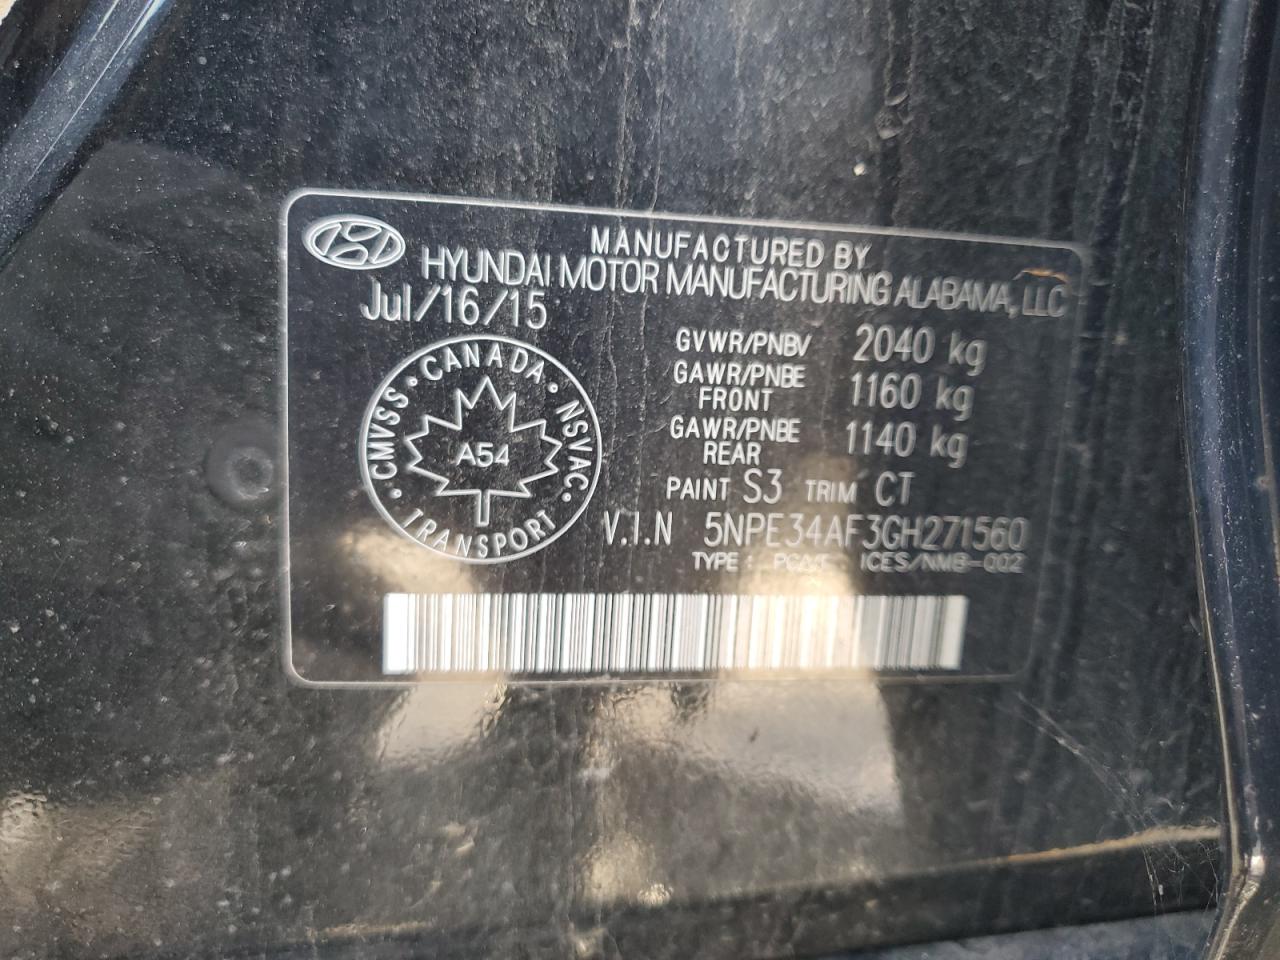 MANUFACTURED BY
HYUNDAI MOTOR MANUFACTURING ALABAMA, LLC
Jul/16/15
GVWR/PNBV 2040 kg
GAWR/PNBE FRONT 1160 kg
GAWR/PNBE REAR 1140 kg
CMVSS • CANADA • NSVAC • TRANSPORT •
A54
PAINT S3 TRIM CT
V.I.N 5NPE34AF3GH271560
TYPE : PCA/T ICES/NMB-002